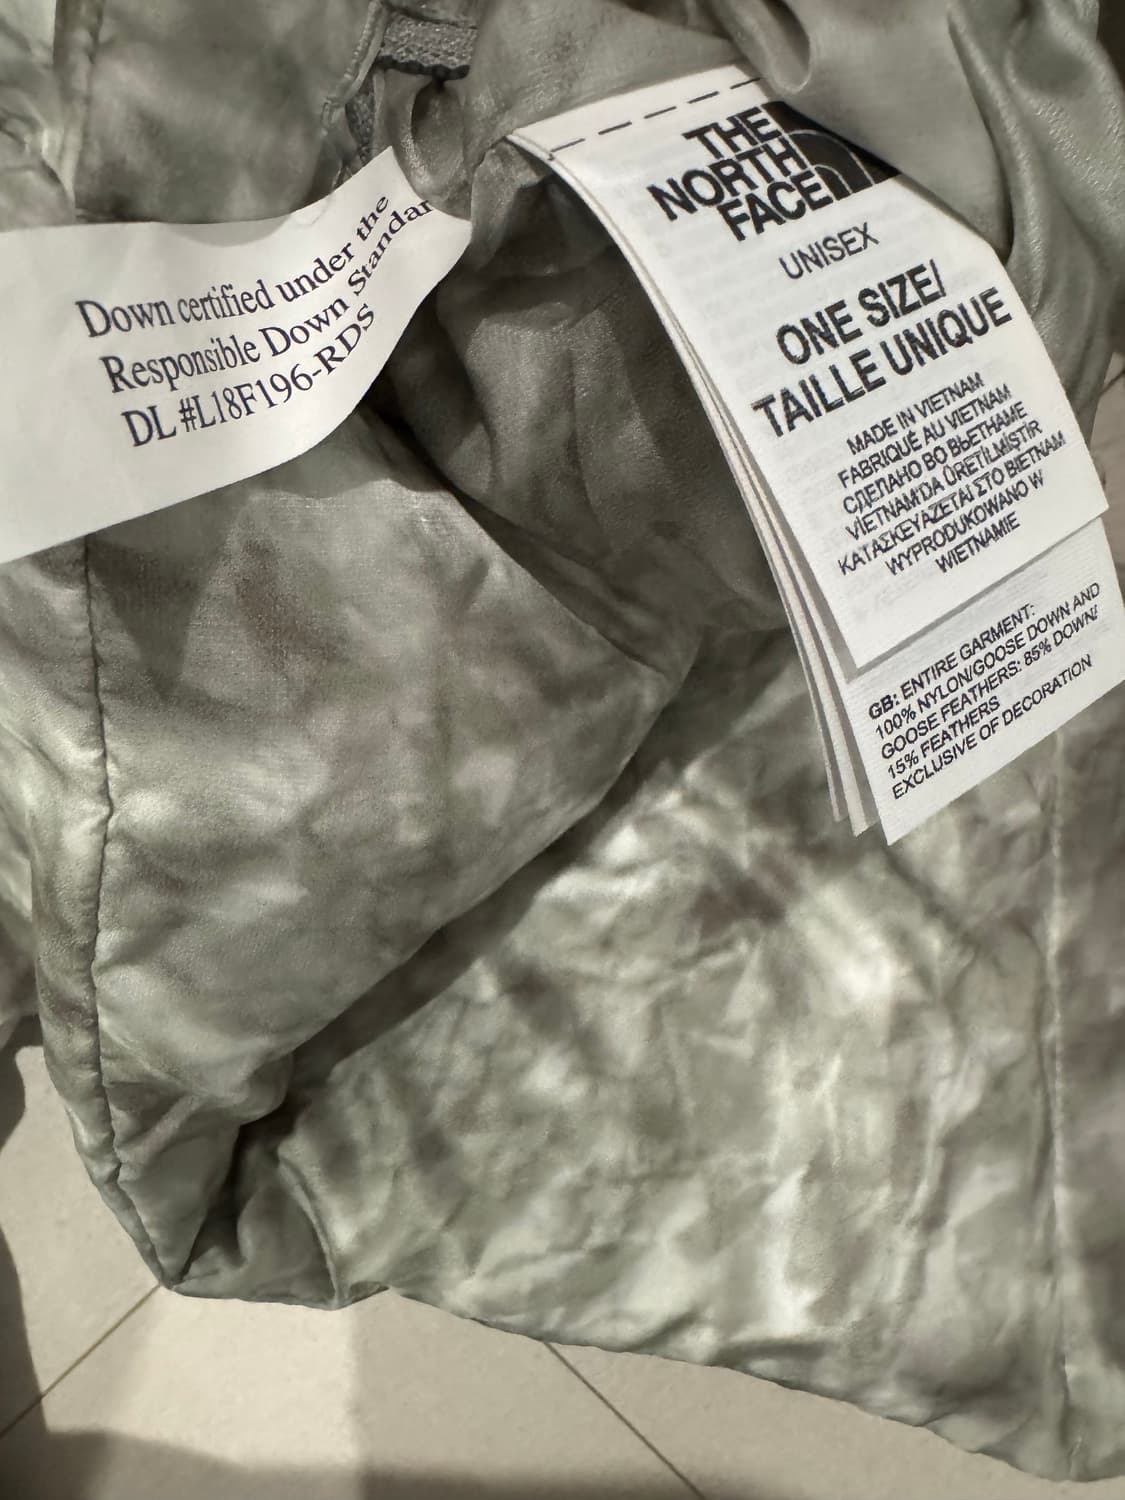 Down certified under the
Responsible Down Standar
DL #L18F196-RDS
THE
NORTH
FACE
UNISEX
ONE SIZE/
TAILLE UNIQUE
MADE IN VIETNAM
FABRIQUÉ AU VIETNAM
СДЕЛАНО ВО ВЬЕТНАМЕ
VİETNAM'DA ÜRETİLMİŞTİR
ΚΑΤΑΣΚΕΥΑΖΕΤΑΙ ΣΤΟ ΒΙΕΤΝΑΜ
WYPRODUKOWANO W
WIETNAMIE
GB: ENTIRE GARMENT:
100% NYLON/GOOSE DOWN AND
GOOSE FEATHERS: 85% DOWN/
15% FEATHERS
EXCLUSIVE OF DECORATION